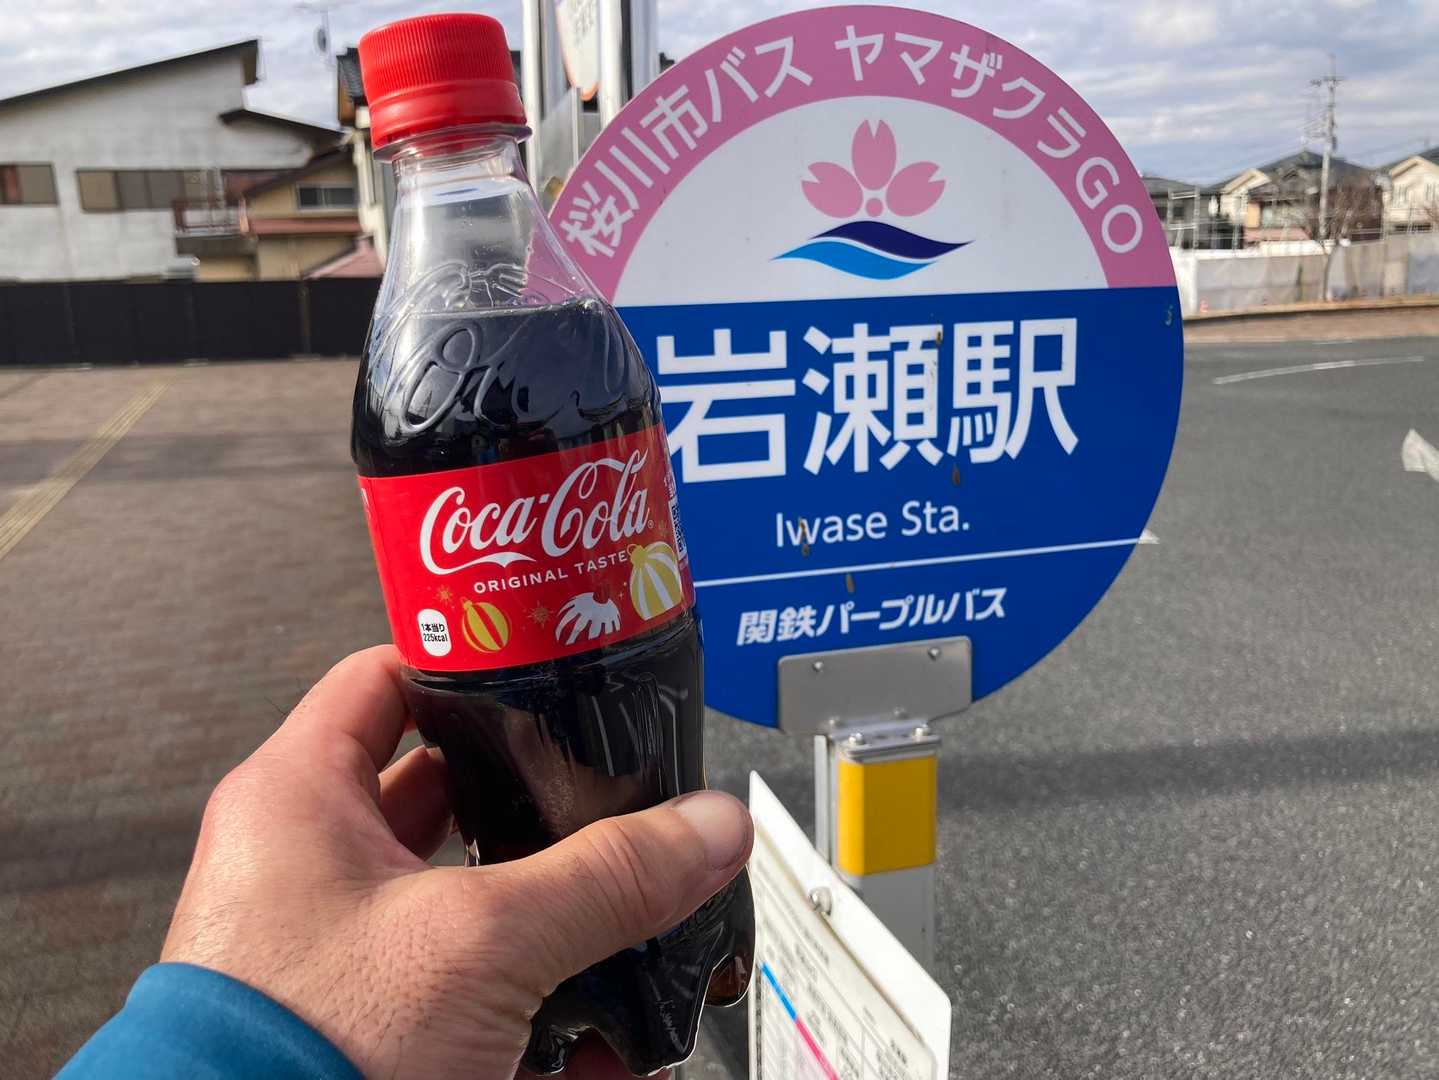 桜川市バス ヤマザクラGO
岩瀬駅
Iwase Sta.
関鉄パープルバス
Coca-Cola
ORIGINAL TASTE
1本当り
225kcal